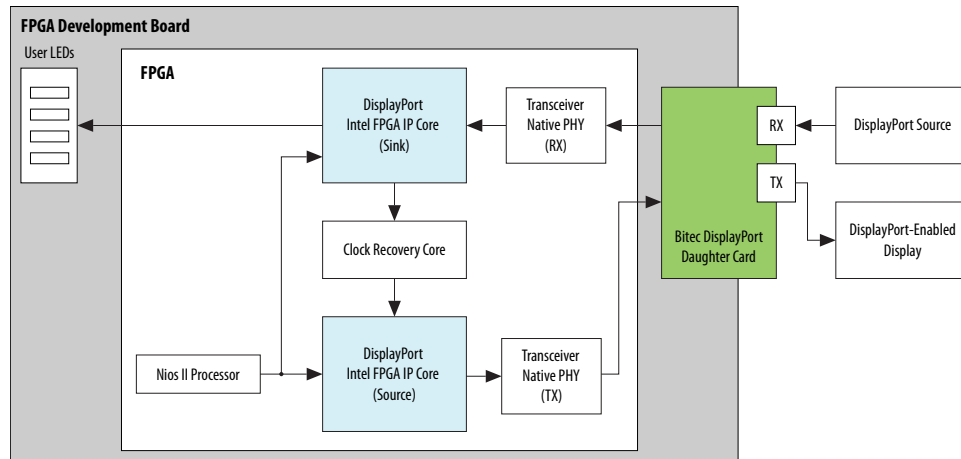 FPGA Development Board
User LEDs
FPGA
DisplayPort
Intel FPGA IP Core
(Sink)
Transceiver
Native PHY
(RX)
RX
DisplayPort Source
TX
Clock Recovery Core
Bitec DisplayPort
Daughter Card
DisplayPort-Enabled
Display
Nios II Processor
DisplayPort
Intel FPGA IP Core
(Source)
Transceiver
Native PHY
(TX)